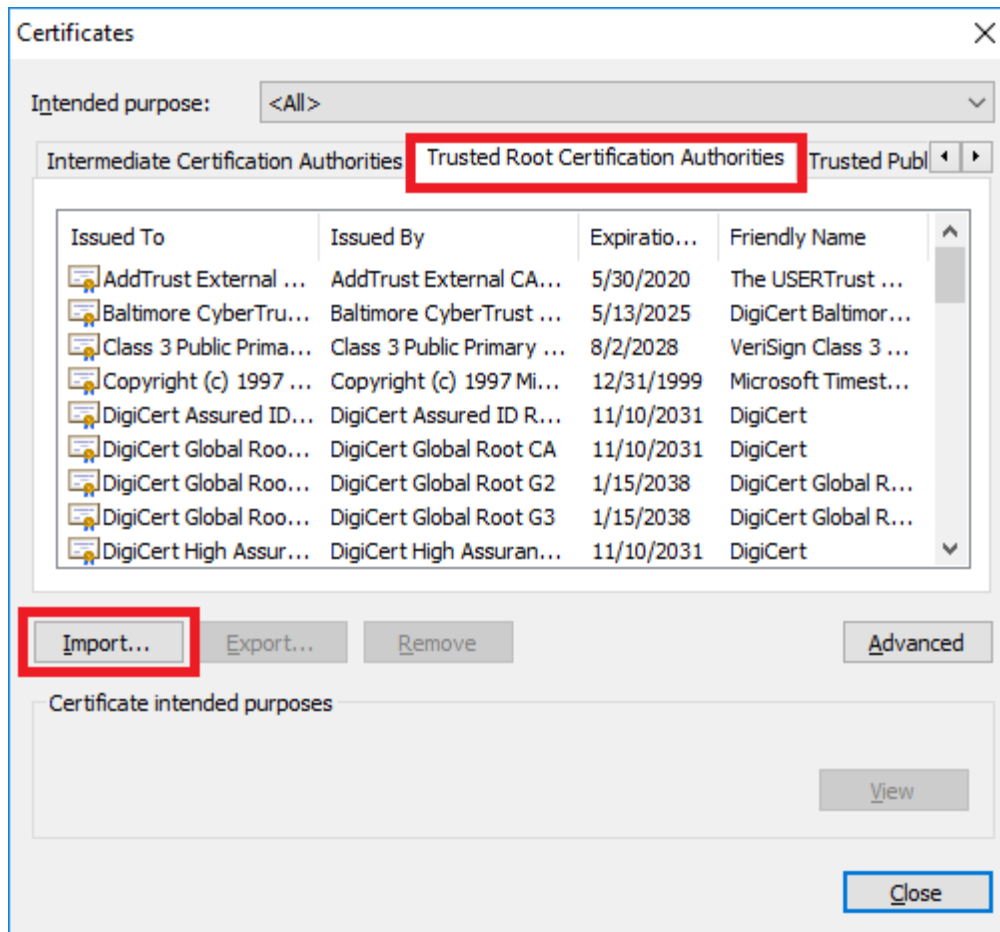 Certificates
Intended purpose: <All>
Intermediate Certification Authorities Trusted Root Certification Authorities Trusted Publ
Issued To Issued By Expiratio... Friendly Name
AddTrust External ... AddTrust External CA... 5/30/2020 The USERTrust ...
Baltimore CyberTru... Baltimore CyberTrust ... 5/13/2025 DigiCert Baltimor...
Class 3 Public Prima... Class 3 Public Primary ... 8/2/2028 VeriSign Class 3 ...
Copyright (c) 1997 ... Copyright (c) 1997 Mi... 12/31/1999 Microsoft Timest...
DigiCert Assured ID... DigiCert Assured ID R... 11/10/2031 DigiCert
DigiCert Global Roo... DigiCert Global Root CA 11/10/2031 DigiCert
DigiCert Global Roo... DigiCert Global Root G2 1/15/2038 DigiCert Global R...
DigiCert Global Roo... DigiCert Global Root G3 1/15/2038 DigiCert Global R...
DigiCert High Assur... DigiCert High Assuran... 11/10/2031 DigiCert
Import... Export... Remove Advanced
Certificate intended purposes
View
Close